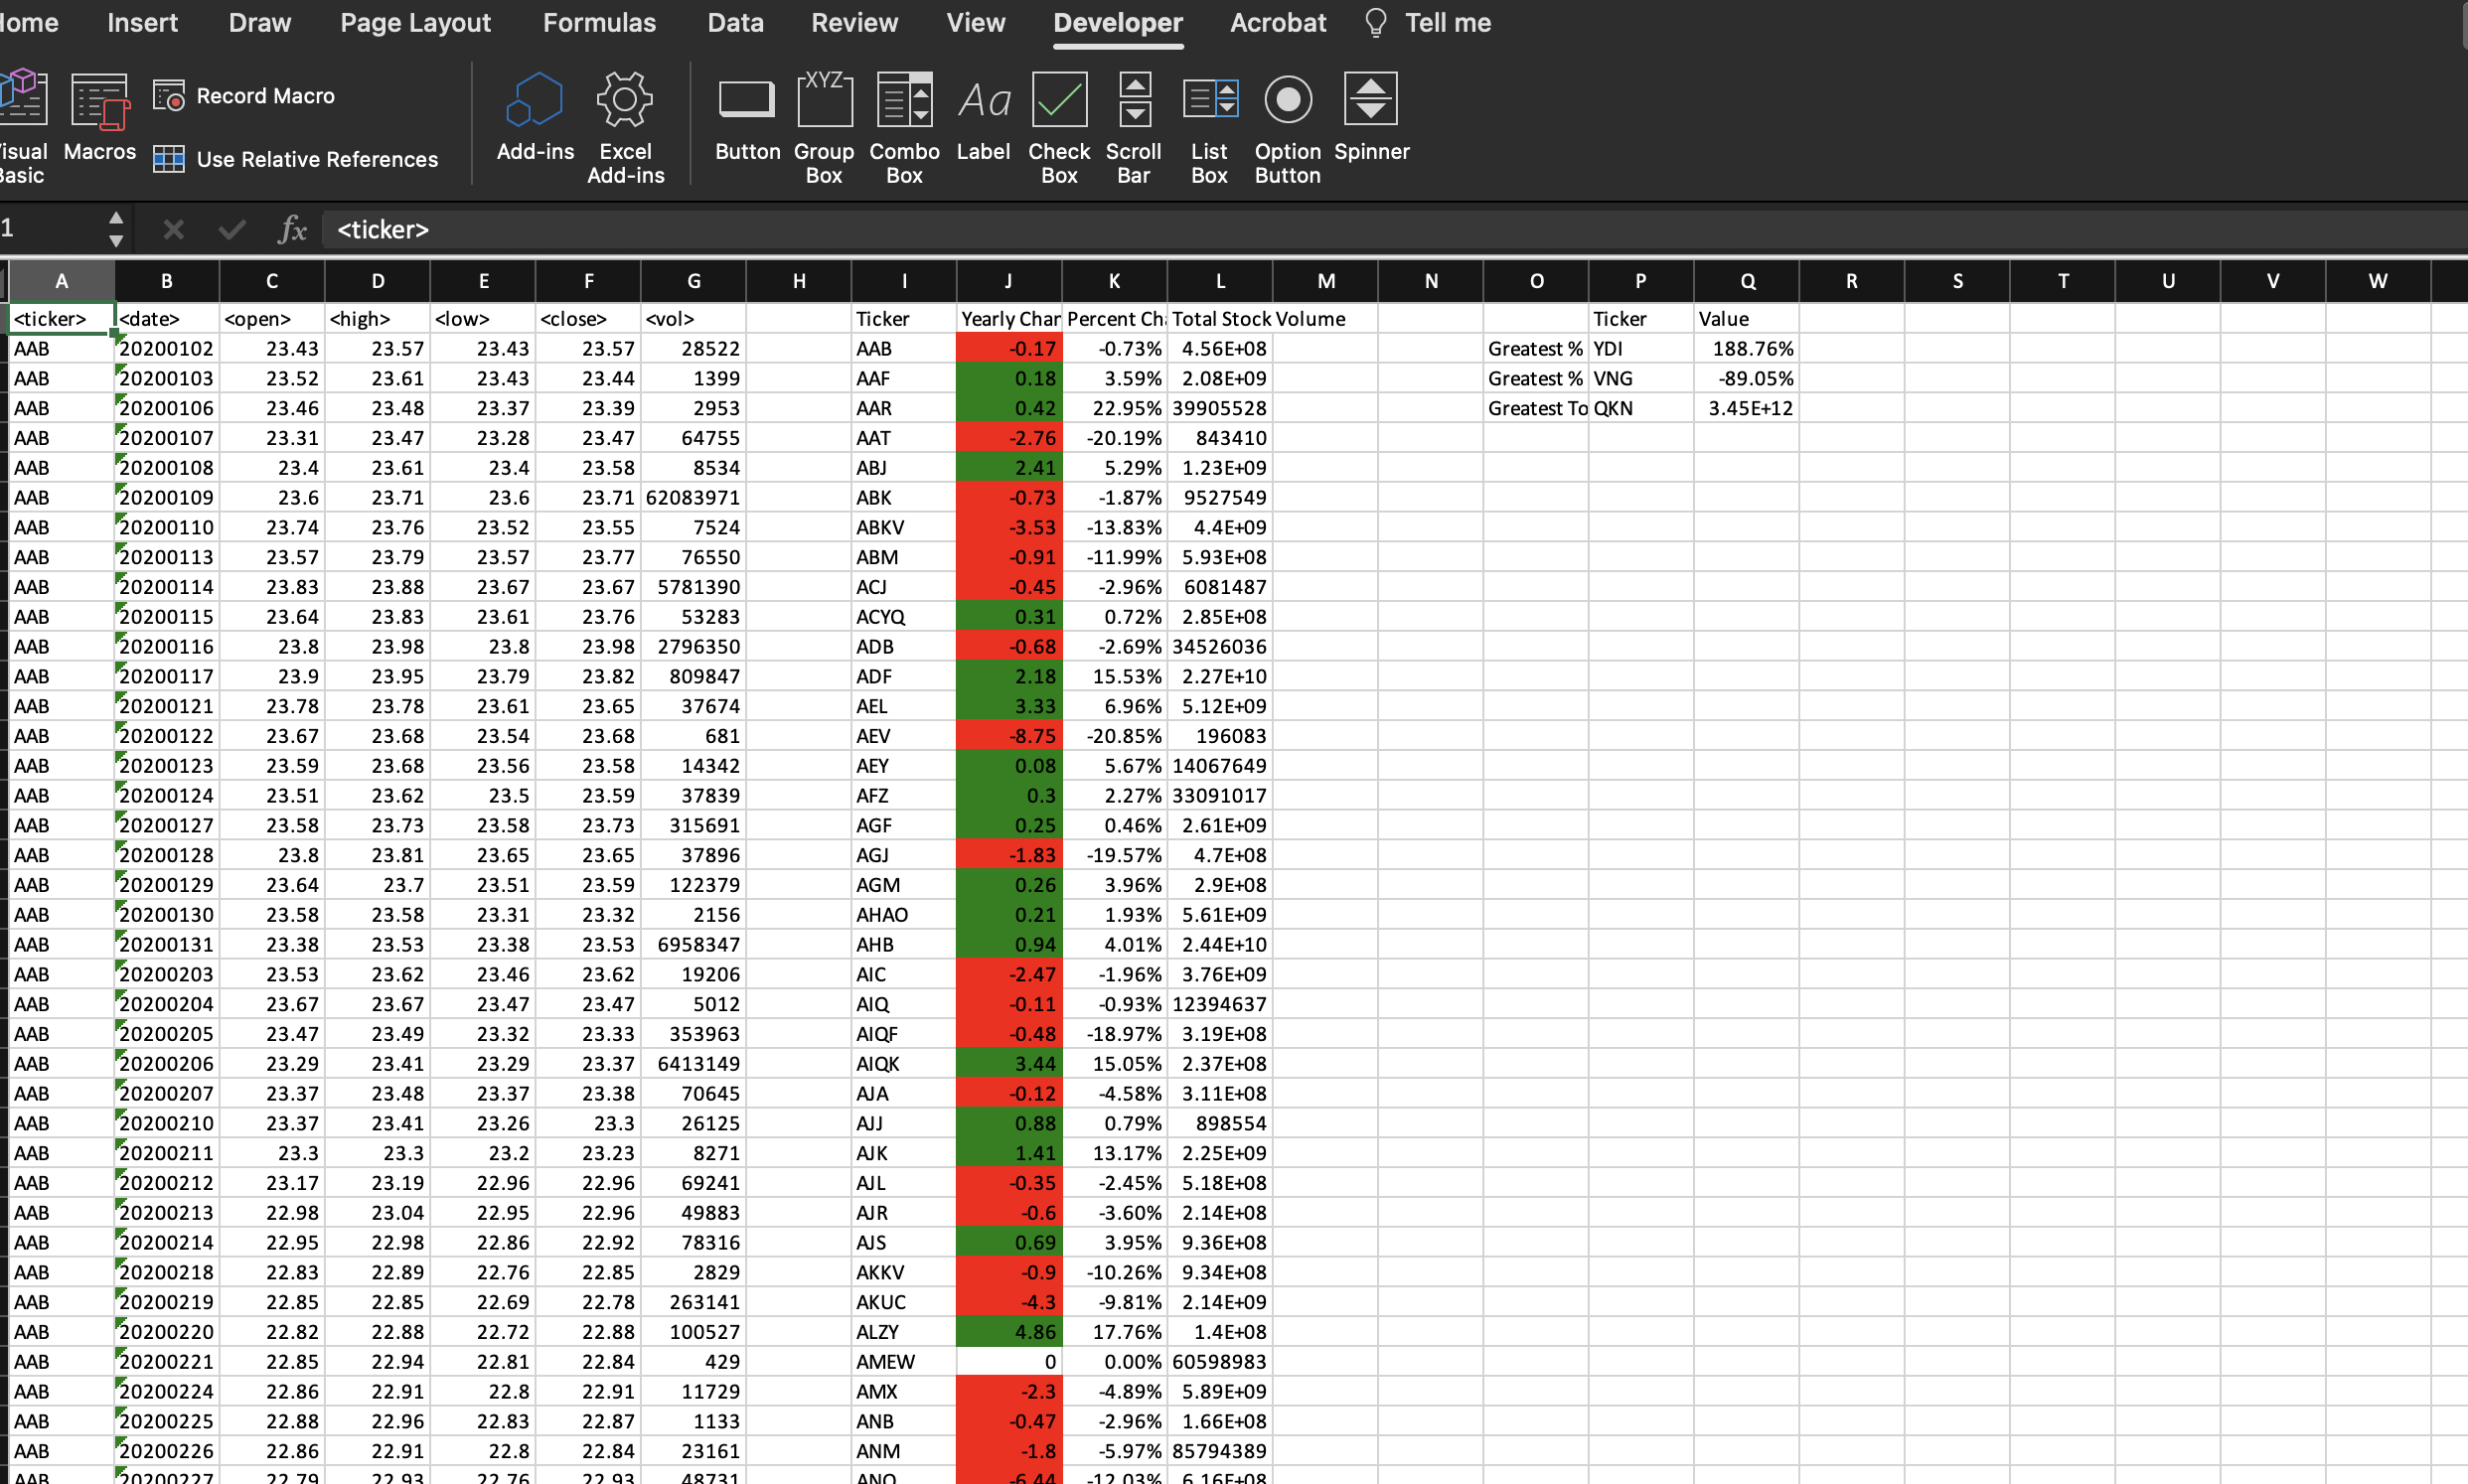 Home Insert Draw Page Layout Formulas Data Review View Developer Acrobat Tell me
Visual Basic Macros Record Macro Use Relative References Add-ins Excel Add-ins Button Group Box Combo Box Label Check Box Scroll Bar List Box Option Button Spinner
XYZ Aa
1 fx <ticker>
A B C D E F G H I J K L M N O P Q R S T U V W
<ticker> <date> <open> <high> <low> <close> <vol> Ticker Yearly Chan Percent Cha Total Stock Volume Ticker Value
AAB 20200102 23.43 23.57 23.43 23.57 28522 AAB -0.17 -0.73% 4.56E+08 Greatest % YDI 188.76%
AAB 20200103 23.52 23.61 23.43 23.44 1399 AAF 0.18 3.59% 2.08E+09 Greatest % VNG -89.05%
AAB 20200106 23.46 23.48 23.37 23.39 2953 AAR 0.42 22.95% 39905528 Greatest To QKN 3.45E+12
AAB 20200107 23.31 23.47 23.28 23.47 64755 AAT -2.76 -20.19% 843410
AAB 20200108 23.4 23.61 23.4 23.58 8534 ABJ 2.41 5.29% 1.23E+09
AAB 20200109 23.6 23.71 23.6 23.71 62083971 ABK -0.73 -1.87% 9527549
AAB 20200110 23.74 23.76 23.52 23.55 7524 ABKV -3.53 -13.83% 4.4E+09
AAB 20200113 23.57 23.79 23.57 23.77 76550 ABM -0.91 -11.99% 5.93E+08
AAB 20200114 23.83 23.88 23.67 23.67 5781390 ACJ -0.45 -2.96% 6081487
AAB 20200115 23.64 23.83 23.61 23.76 53283 ACYQ 0.31 0.72% 2.85E+08
AAB 20200116 23.8 23.98 23.8 23.98 2796350 ADB -0.68 -2.69% 34526036
AAB 20200117 23.9 23.95 23.79 23.82 809847 ADF 2.18 15.53% 2.27E+10
AAB 20200121 23.78 23.78 23.61 23.65 37674 AEL 3.33 6.96% 5.12E+09
AAB 20200122 23.67 23.68 23.54 23.68 681 AEV -8.75 -20.85% 196083
AAB 20200123 23.59 23.68 23.56 23.58 14342 AEY 0.08 5.67% 14067649
AAB 20200124 23.51 23.62 23.5 23.59 37839 AFZ 0.3 2.27% 33091017
AAB 20200127 23.58 23.73 23.58 23.73 315691 AGF 0.25 0.46% 2.61E+09
AAB 20200128 23.8 23.81 23.65 23.65 37896 AGJ -1.83 -19.57% 4.7E+08
AAB 20200129 23.64 23.7 23.51 23.59 122379 AGM 0.26 3.96% 2.9E+08
AAB 20200130 23.58 23.58 23.31 23.32 2156 AHAO 0.21 1.93% 5.61E+09
AAB 20200131 23.38 23.53 23.38 23.53 6958347 AHB 0.94 4.01% 2.44E+10
AAB 20200203 23.53 23.62 23.46 23.62 19206 AIC -2.47 -1.96% 3.76E+09
AAB 20200204 23.67 23.67 23.47 23.47 5012 AIQ -0.11 -0.93% 12394637
AAB 20200205 23.47 23.49 23.32 23.33 353963 AIQF -0.48 -18.97% 3.19E+08
AAB 20200206 23.29 23.41 23.29 23.37 6413149 AIQK 3.44 15.05% 2.37E+08
AAB 20200207 23.37 23.48 23.37 23.38 70645 AJA -0.12 -4.58% 3.11E+08
AAB 20200210 23.37 23.41 23.26 23.3 26125 AJJ 0.88 0.79% 898554
AAB 20200211 23.3 23.3 23.2 23.23 8271 AJK 1.41 13.17% 2.25E+09
AAB 20200212 23.17 23.19 22.96 22.96 69241 AJL -0.35 -2.45% 5.18E+08
AAB 20200213 22.98 23.04 22.95 22.96 49883 AJR -0.6 -3.60% 2.14E+08
AAB 20200214 22.95 22.98 22.86 22.92 78316 AJS 0.69 3.95% 9.36E+08
AAB 20200218 22.83 22.89 22.76 22.85 2829 AKKV -0.9 -10.26% 9.34E+08
AAB 20200219 22.85 22.85 22.69 22.78 263141 AKUC -4.3 -9.81% 2.14E+09
AAB 20200220 22.82 22.88 22.72 22.88 100527 ALZY 4.86 17.76% 1.4E+08
AAB 20200221 22.85 22.94 22.81 22.84 429 AMEW 0 0.00% 60598983
AAB 20200224 22.86 22.91 22.8 22.91 11729 AMX -2.3 -4.89% 5.89E+09
AAB 20200225 22.88 22.96 22.83 22.87 1133 ANB -0.47 -2.96% 1.66E+08
AAB 20200226 22.86 22.91 22.8 22.84 23161 ANM -1.8 -5.97% 85794389
AAB 20200227 22.79 22.93 22.76 22.93 48731 -6.44 -12.03% 6.16E+08